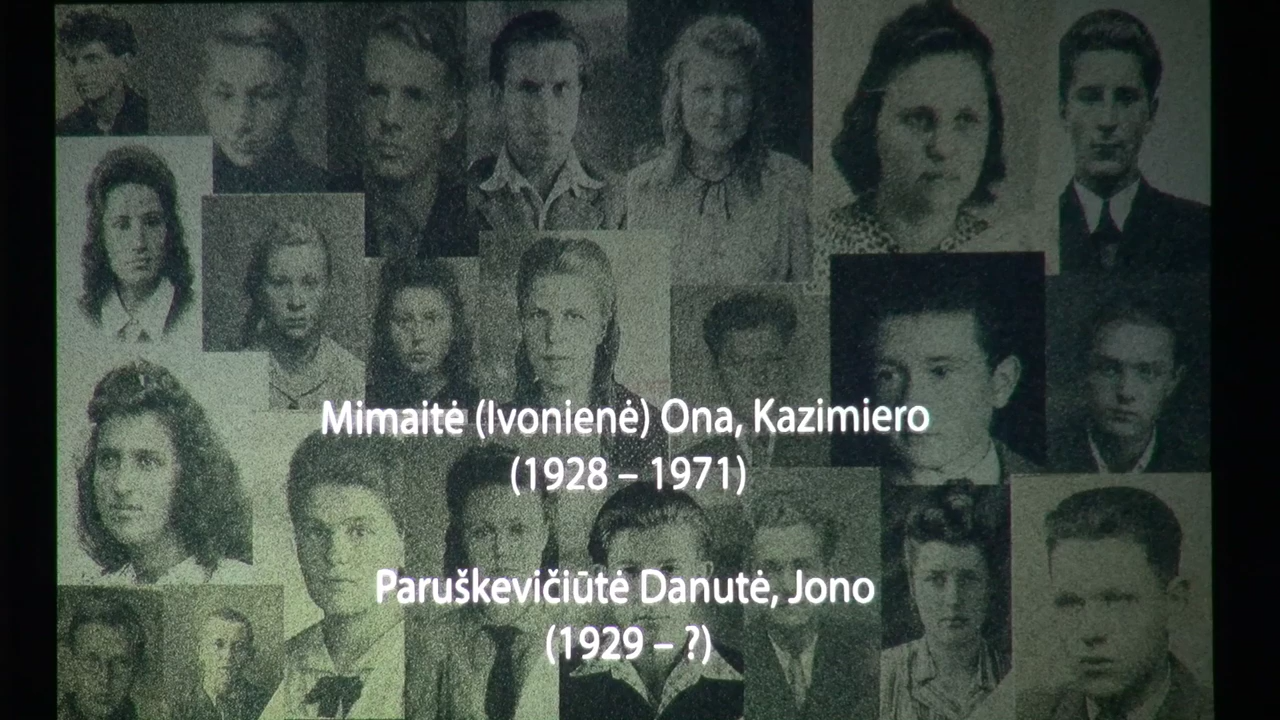 Mimaitė (Ivonienė) Ona, Kazimiero
(1928 – 1971)
Paruškevičiūtė Danutė, Jono
(1929 – ?)